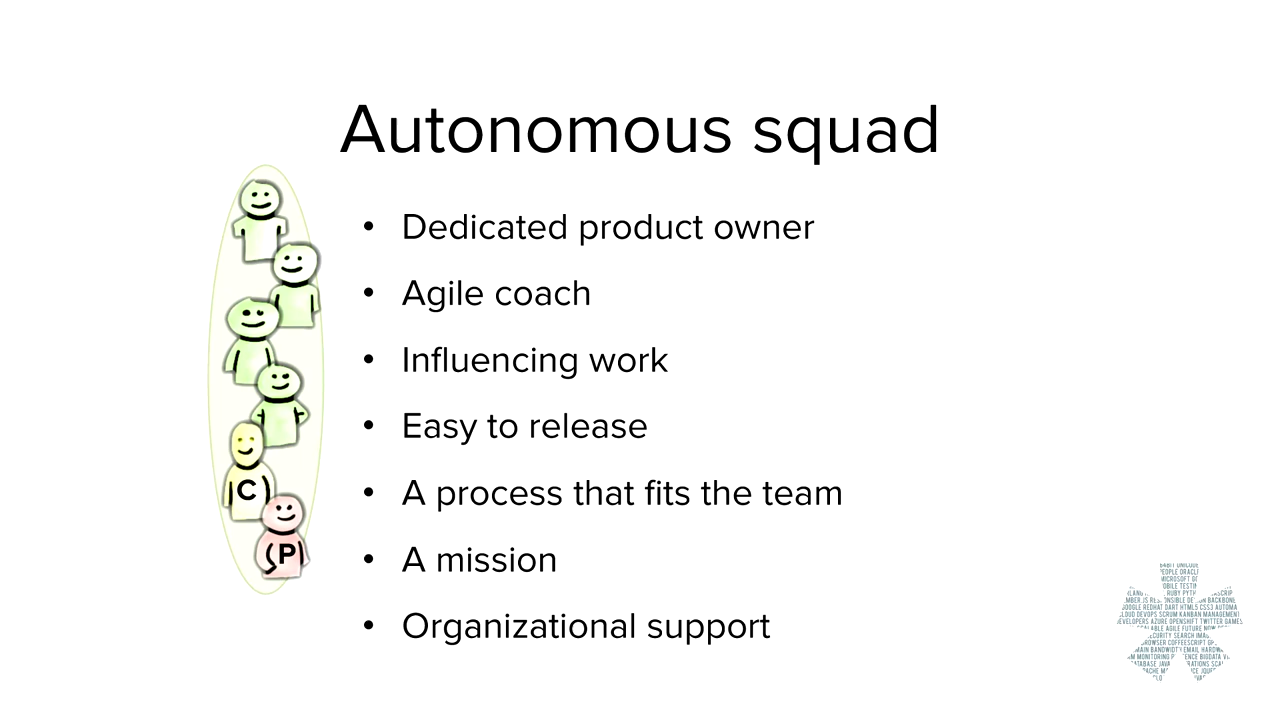 Autonomous squad
• Dedicated product owner
• Agile coach
• Influencing work
• Easy to release
• A process that fits the team
• A mission
• Organizational support
C
P